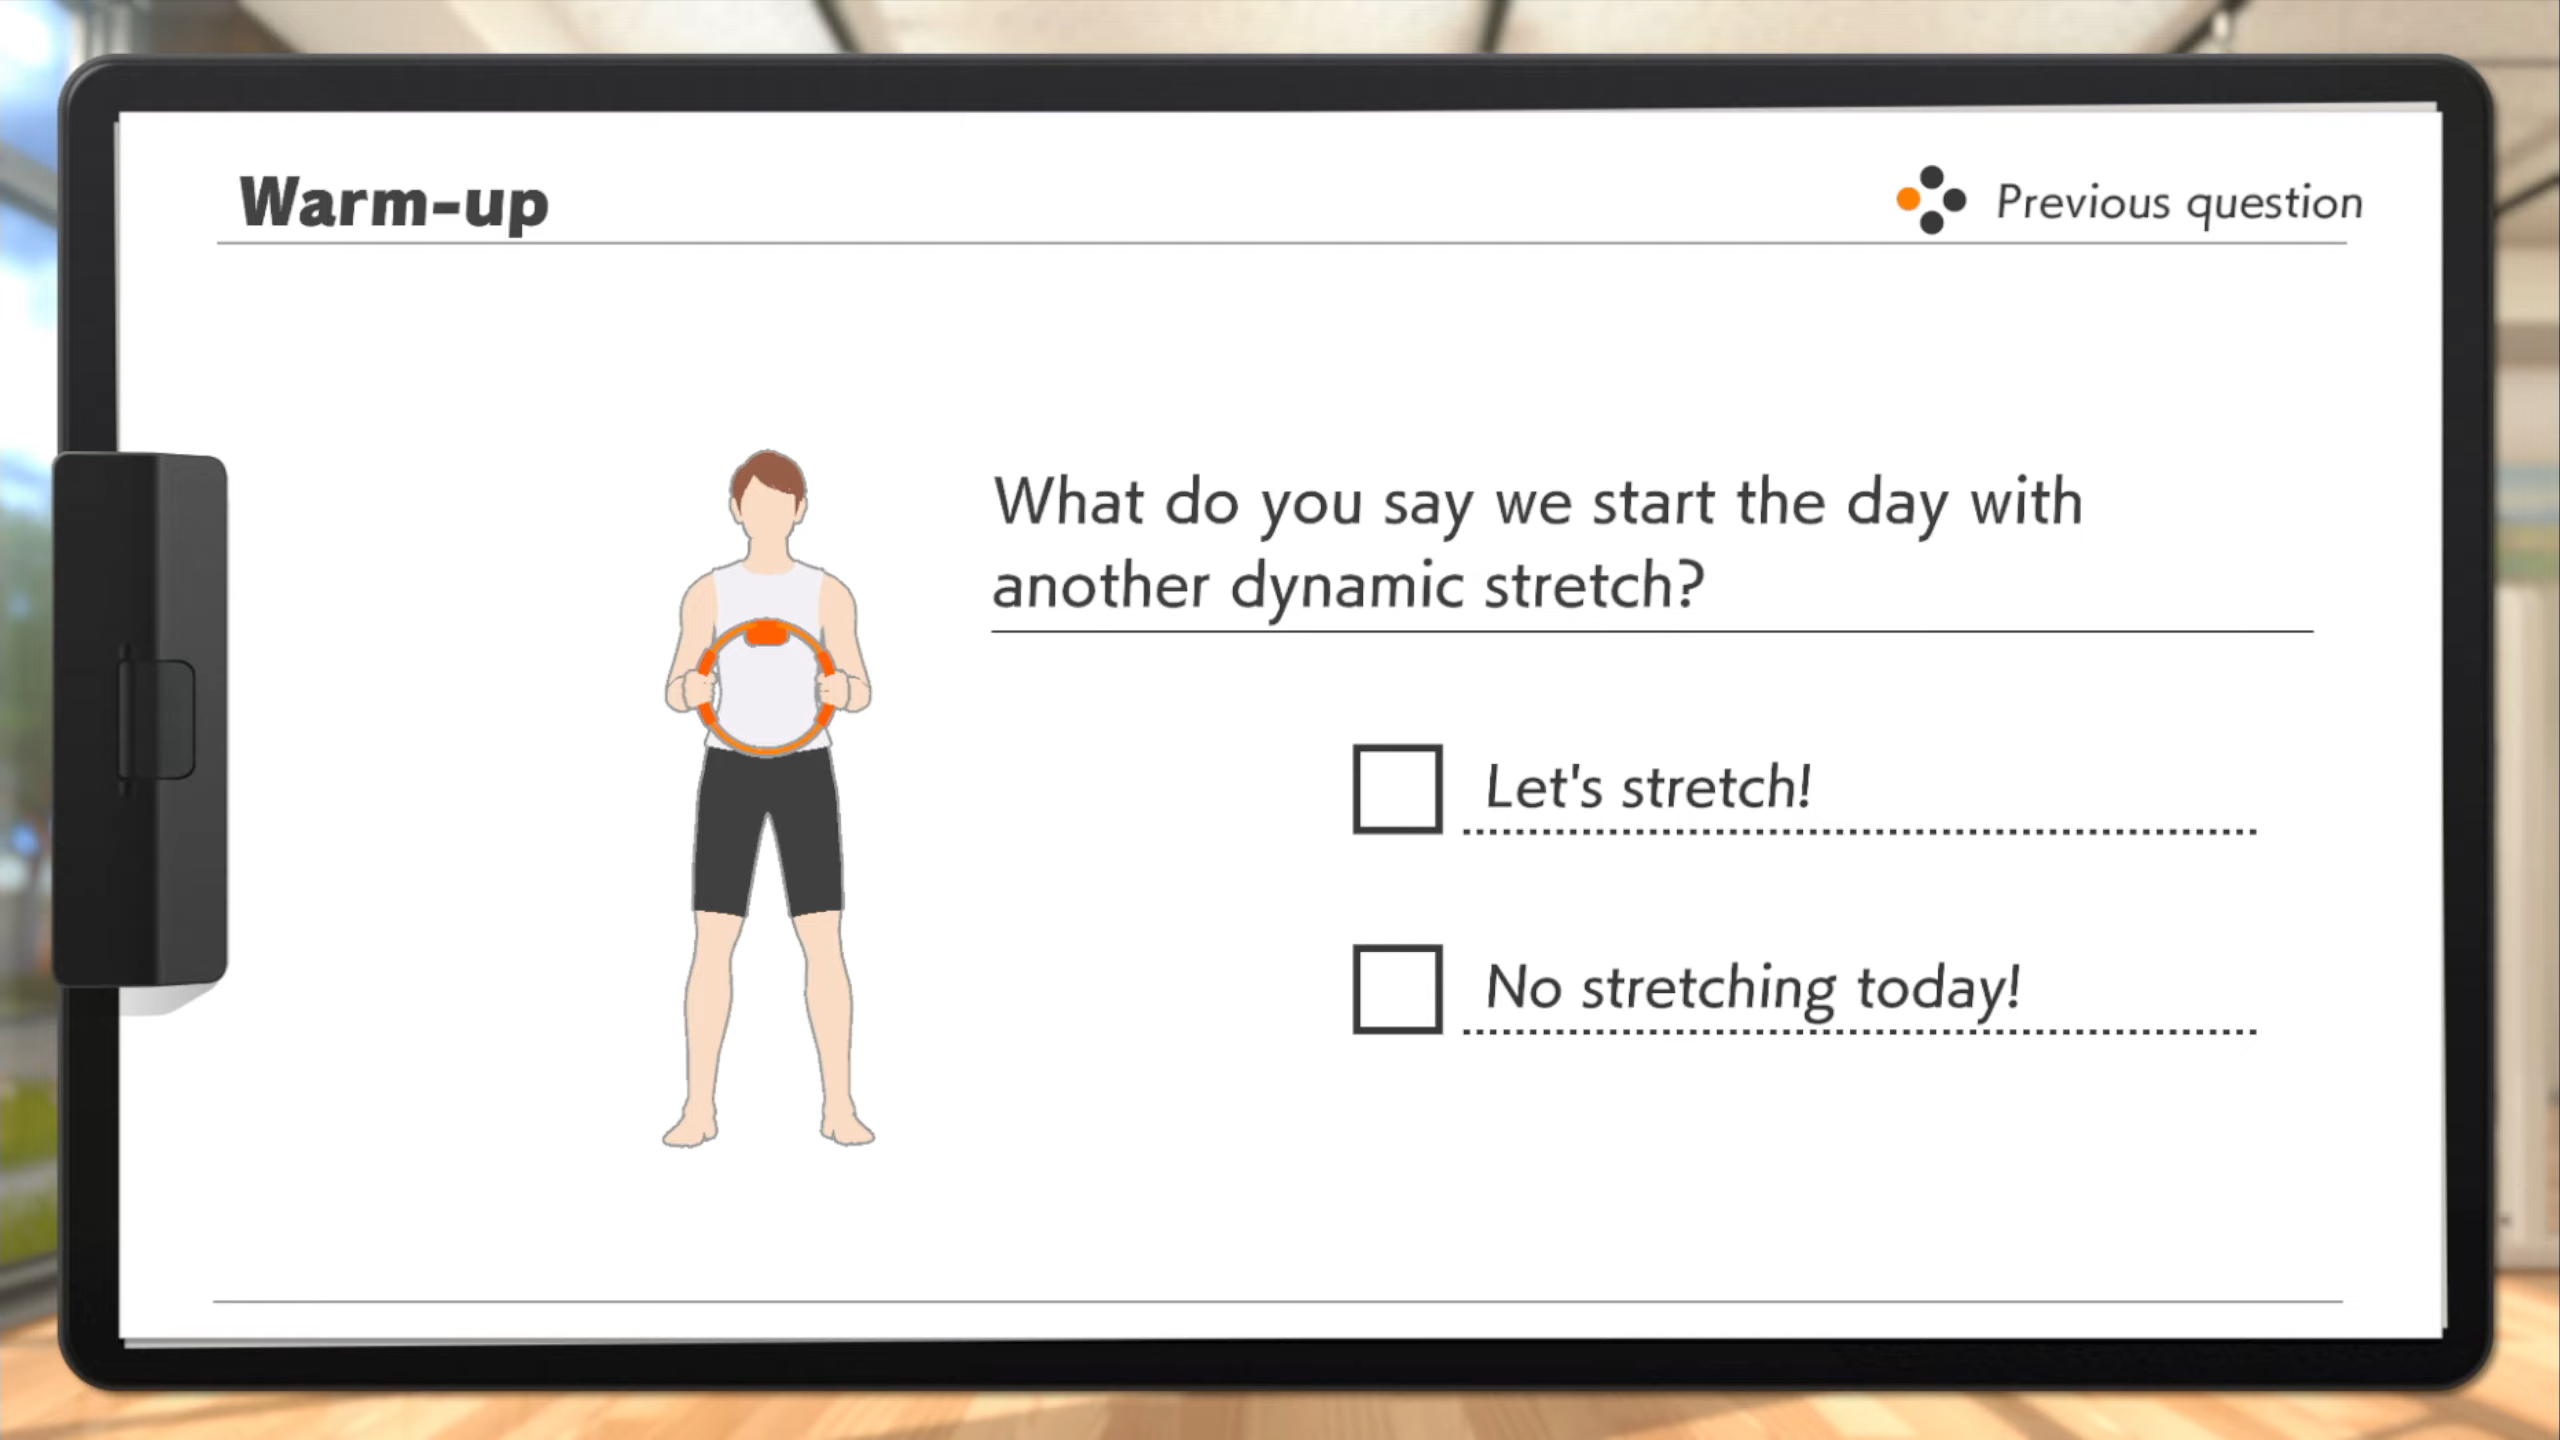 Warm-up
Previous question
What do you say we start the day with
another dynamic stretch?
Let's stretch!
No stretching today!